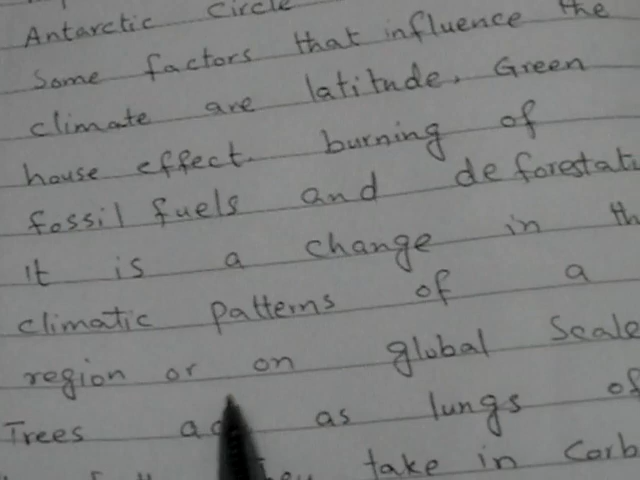 Antarctic Circle
Some factors that influence the
climate are latitude, Green
house effect. burning of
fossil fuels and deforestati
it is a change in th
climatic patterns of a
region or on global Scale
Trees as lungs of
take in Carb